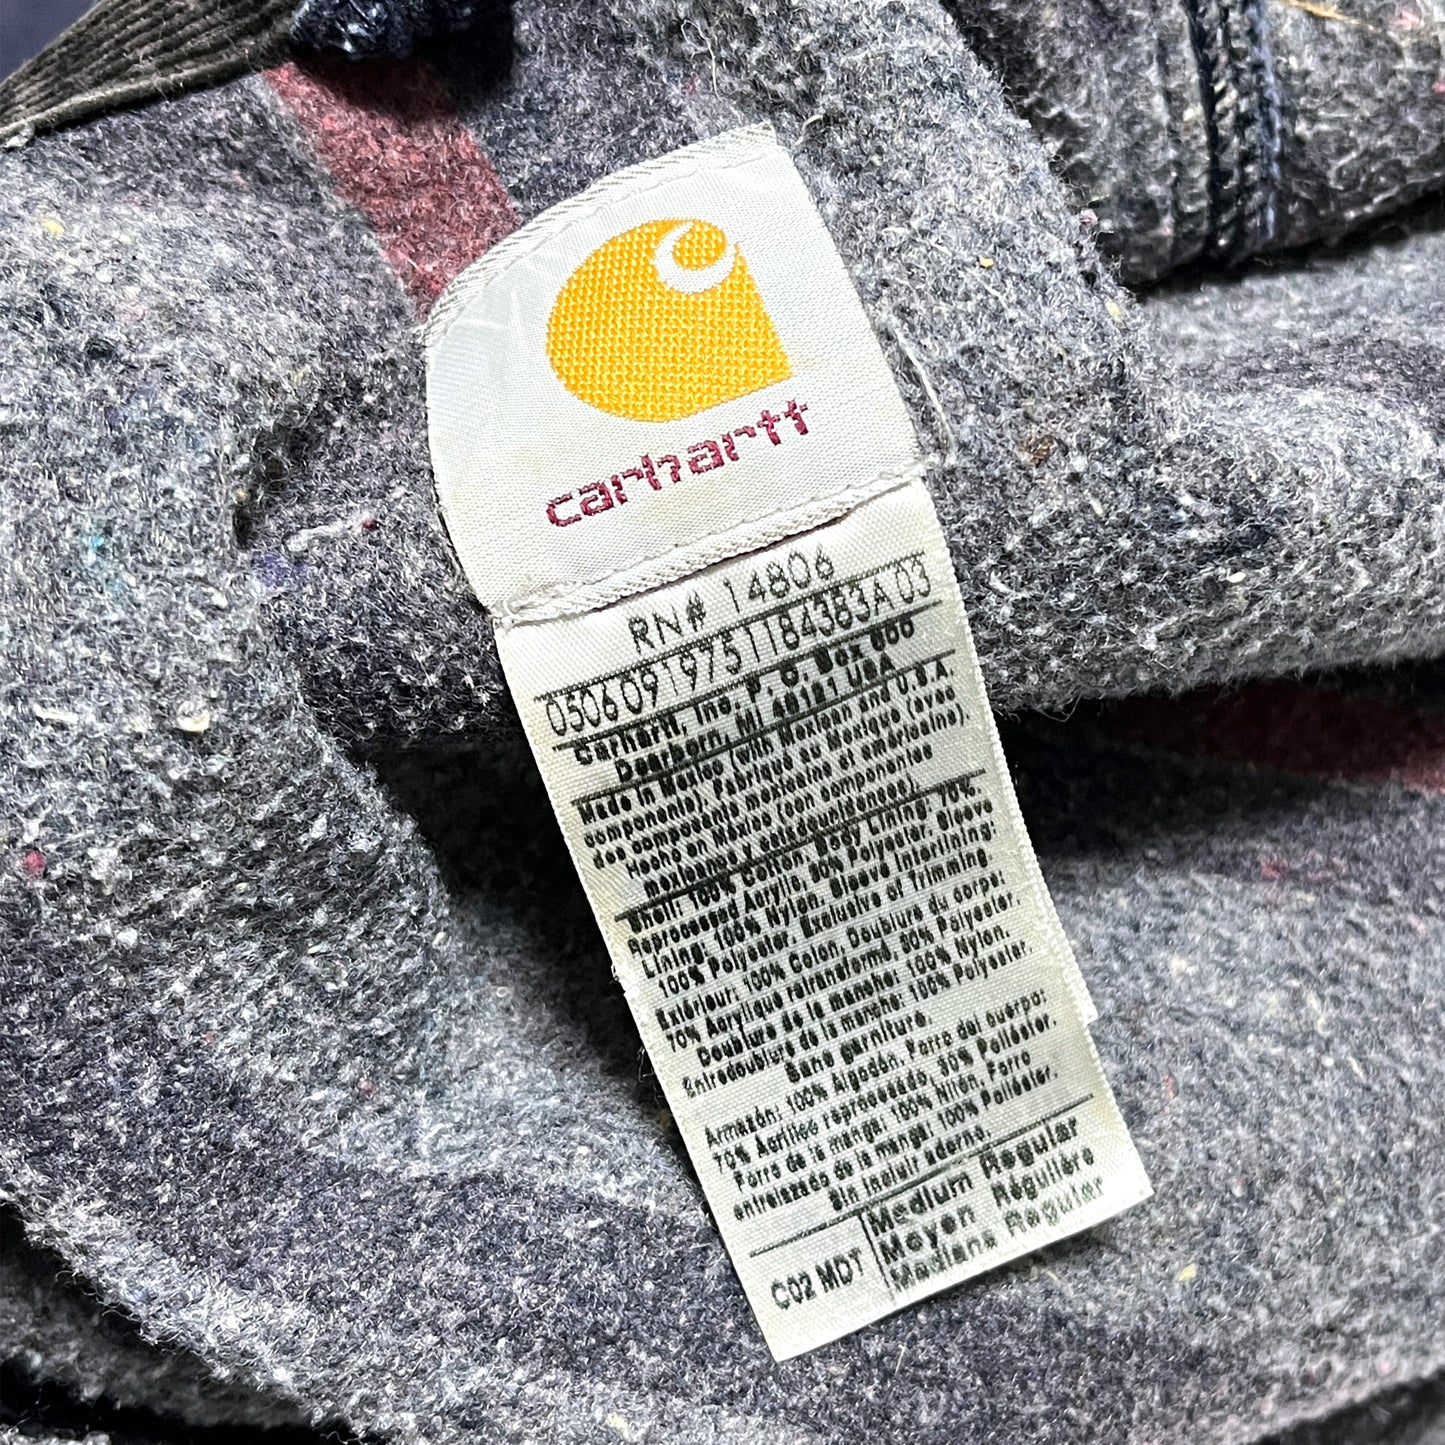 carhartt
RN# 14806
05060919751184383A 03
Carhartt, Inc. P. O. Box 600
Dearborn, MI 48121 USA
Made in Mexico (with Mexican and U.S.A.
components). Fabriqué au Mexique (avec
des composants mexicains et américains).
Hecho en México (con componentes
mexicanos y estadounidenses).
Shell: 100% Cotton. Body Lining: 70%
Reprocessed Acrylic, 30% Polyester. Sleeve
Lining: 100% Nylon. Sleeve Interlining:
100% Polyester. Exclusive of Trimming
Extérieur: 100% Coton, Doublure du corps:
70% Acrylique retransformé, 30% Polyester.
Doublure de la manche: 100% Nylon.
Entredoublure de la manche: 100% Polyester.
Sans garniture.
Armazón: 100% Algodón, Forro del cuerpo:
70% Acrílico reprocesado, 30% Poliéster.
Forro de la manga: 100% Nilón, Forro
entrelazado de la manga: 100% Poliéster.
Sin incluir adorno.
C02 MDT
Medium Regular
Moyen Régulière
Medians Regular